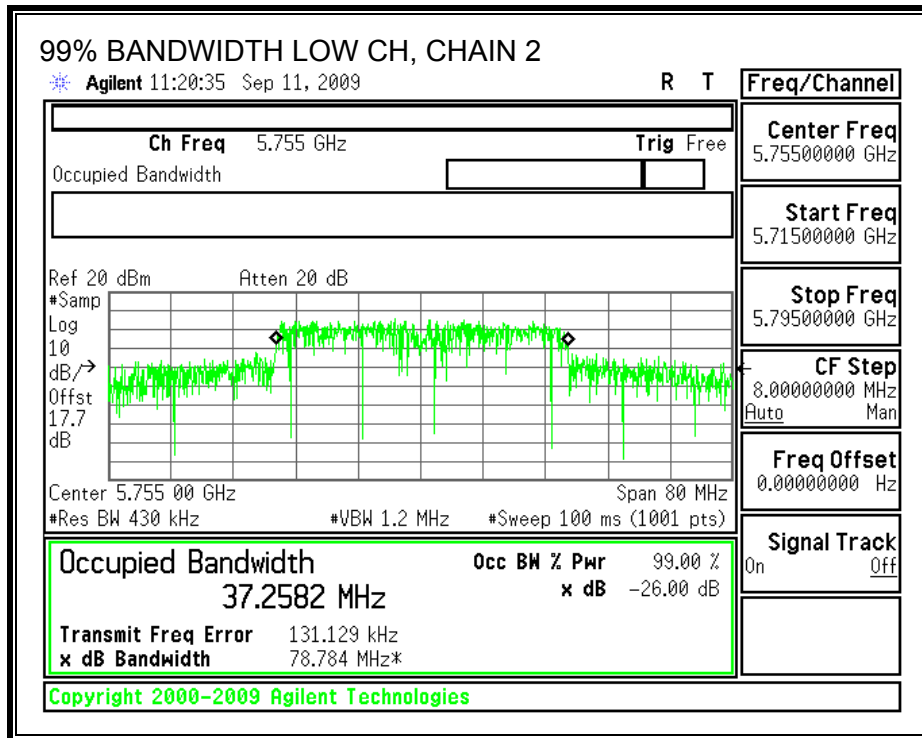 99% BANDWIDTH LOW CH, CHAIN 2
Agilent 11:20:35 Sep 11, 2009 R T
Freq/Channel
Ch Freq 5.755 GHz Trig Free
Occupied Bandwidth
Center Freq
5.75500000 GHz
Start Freq
5.71500000 GHz
Stop Freq
5.79500000 GHz
CF Step
8.00000000 MHz
Auto Man
Freq Offset
0.00000000 Hz
Signal Track
On Off
Ref 20 dBm Atten 20 dB
#Samp
Log
10
dB/
Offst
17.7
dB
Center 5.755 00 GHz Span 80 MHz
#Res BW 430 kHz #VBW 1.2 MHz #Sweep 100 ms (1001 pts)
Occupied Bandwidth
37.2582 MHz
Occ BW % Pwr 99.00 %
x dB -26.00 dB
Transmit Freq Error 131.129 kHz
x dB Bandwidth 78.784 MHz*
Copyright 2000-2009 Agilent Technologies